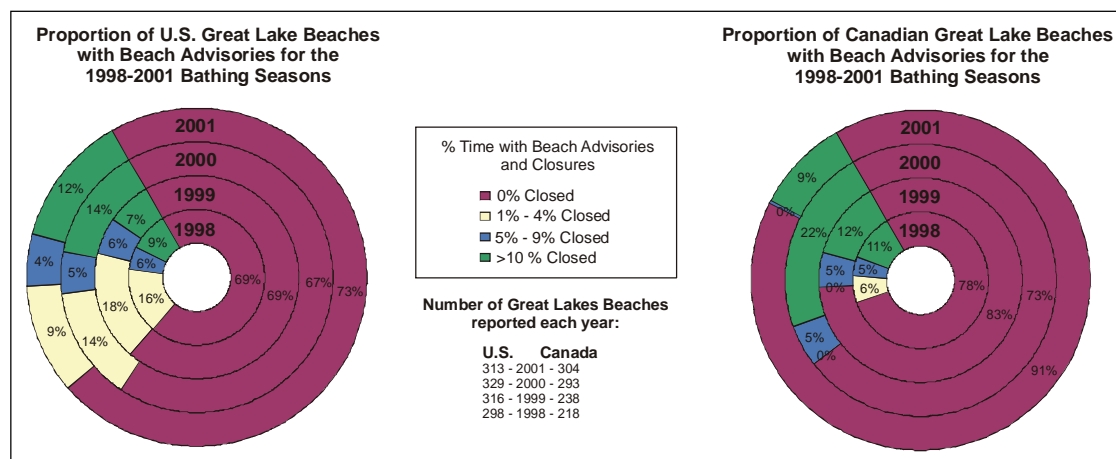 Proportion of U.S. Great Lake Beaches
with Beach Advisories for the
1998-2001 Bathing Seasons
2001
2000
1999
1998
12%
14%
7%
9%
6%
6%
4%
5%
18%
16%
9%
14%
69%
69%
67%
73%
% Time with Beach Advisories
and Closures
0% Closed
1% - 4% Closed
5% - 9% Closed
>10 % Closed
Number of Great Lakes Beaches
reported each year:
U.S. Canada
313 - 2001 - 304
329 - 2000 - 293
316 - 1999 - 238
298 - 1998 - 218
Proportion of Canadian Great Lake Beaches
with Beach Advisories for the
1998-2001 Bathing Seasons
2001
2000
1999
1998
9%
0%
22%
12%
11%
5%
5%
0%
6%
5%
0%
78%
83%
73%
91%